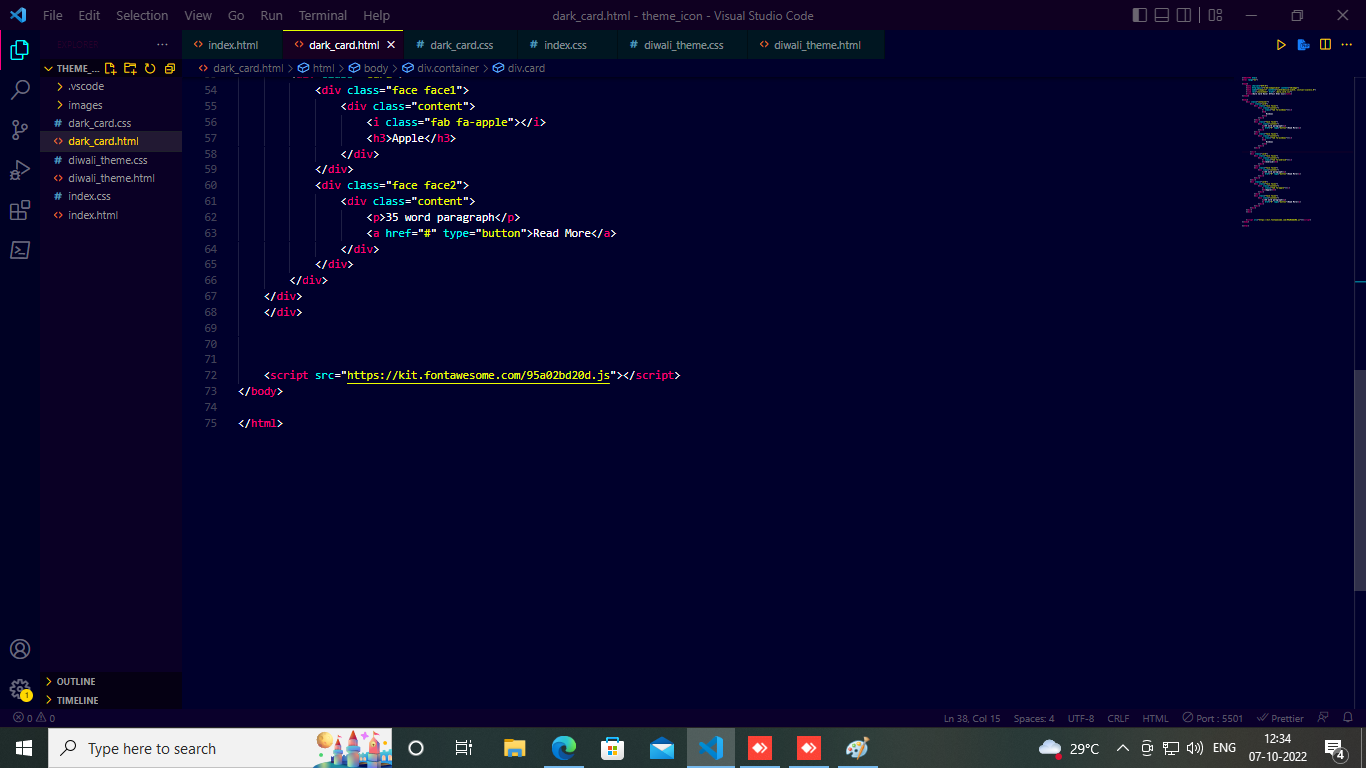 File Edit Selection View Go Run Terminal Help dark_card.html - theme_icon - Visual Studio Code
EXPLORER ···
index.html dark_card.html dark_card.css index.css diwali_theme.css diwali_theme.html
THEME_...
dark_card.html > html > body > div.container > div.card
.vscode
images
dark_card.css
dark_card.html
diwali_theme.css
diwali_theme.html
index.css
index.html
54 <div class="face face1">
55 <div class="content">
56 <i class="fab fa-apple"></i>
57 <h3>Apple</h3>
58 </div>
59 </div>
60 <div class="face face2">
61 <div class="content">
62 <p>35 word paragraph</p>
63 <a href="#" type="button">Read More</a>
64 </div>
65 </div>
66 </div>
67 </div>
68 </div>
69
70
71
72 <script src="https://kit.fontawesome.com/95a02bd20d.js"></script>
73 </body>
74
75 </html>
OUTLINE
TIMELINE
1
0 0 Ln 38, Col 15 Spaces: 4 UTF-8 CRLF HTML Port : 5501 Prettier
Type here to search 29°C ENG 12:34
07-10-2022 4